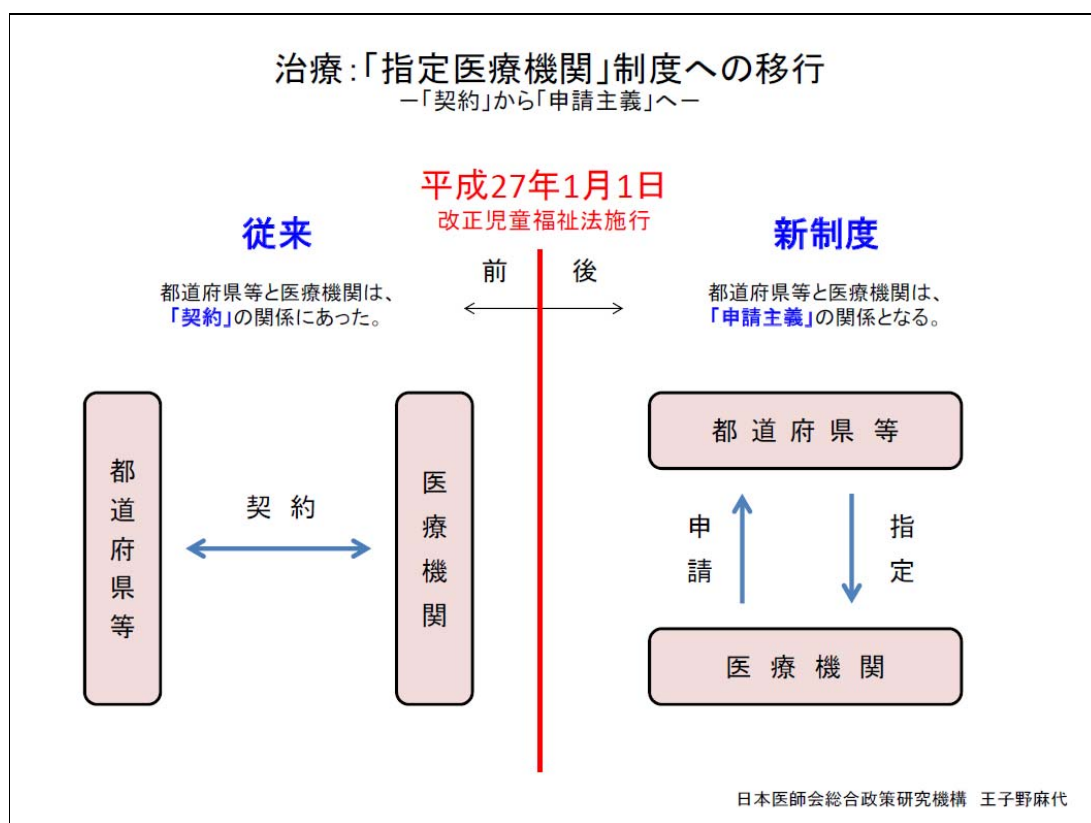 治療:「指定医療機関」制度への移行
－「契約」から「申請主義」へ－
平成27年1月1日
改正児童福祉法施行
従来
都道府県等と医療機関は、
「契約」の関係にあった。
前
後
新制度
都道府県等と医療機関は、
「申請主義」の関係となる。
都道府県等
契約
医療機関
都道府県等
申請
指定
医療機関
日本医師会総合政策研究機構 王子野麻代